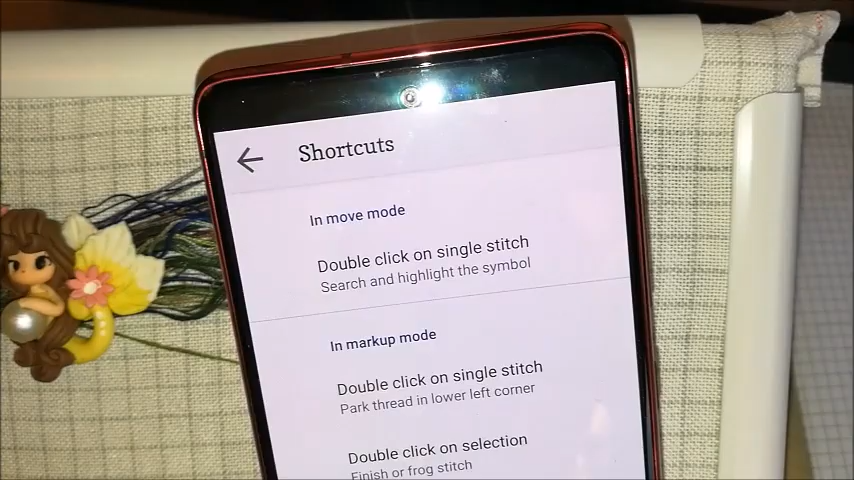 Shortcuts
In move mode
Double click on single stitch
Search and highlight the symbol
In markup mode
Double click on single stitch
Park thread in lower left corner
Double click on selection
Finish or frog stitch